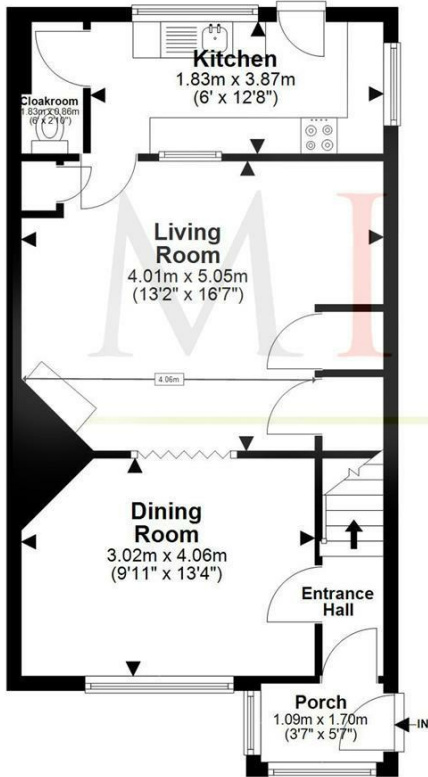 Kitchen
1.83m x 3.87m
(6' x 12'8")
Cloakroom
1.83m x 0.86m
(6' x 2'10")
Living
Room
4.01m x 5.05m
(13'2" x 16'7")
MI
4.06m
Dining
Room
3.02m x 4.06m
(9'11" x 13'4")
Entrance
Hall
Porch
1.09m x 1.70m
(3'7" x 5'7")
IN